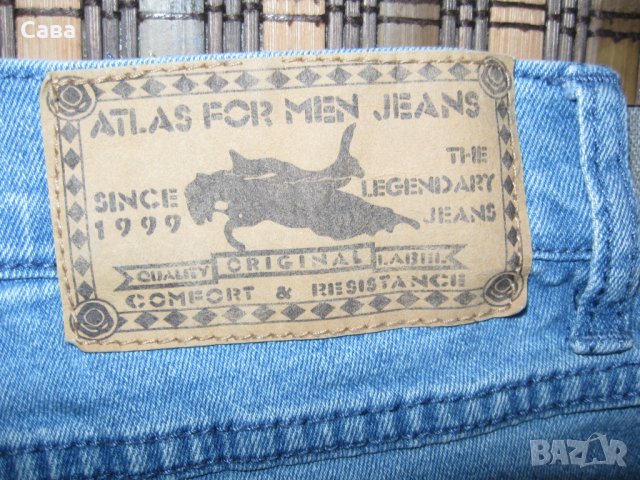 Сава
ATLAS FOR MEN JEANS
THE
LEGENDARY
JEANS
SINCE
1999
QUALITY ORIGINAL LABEL
COMFORT & RESISTANCE
BAZAR